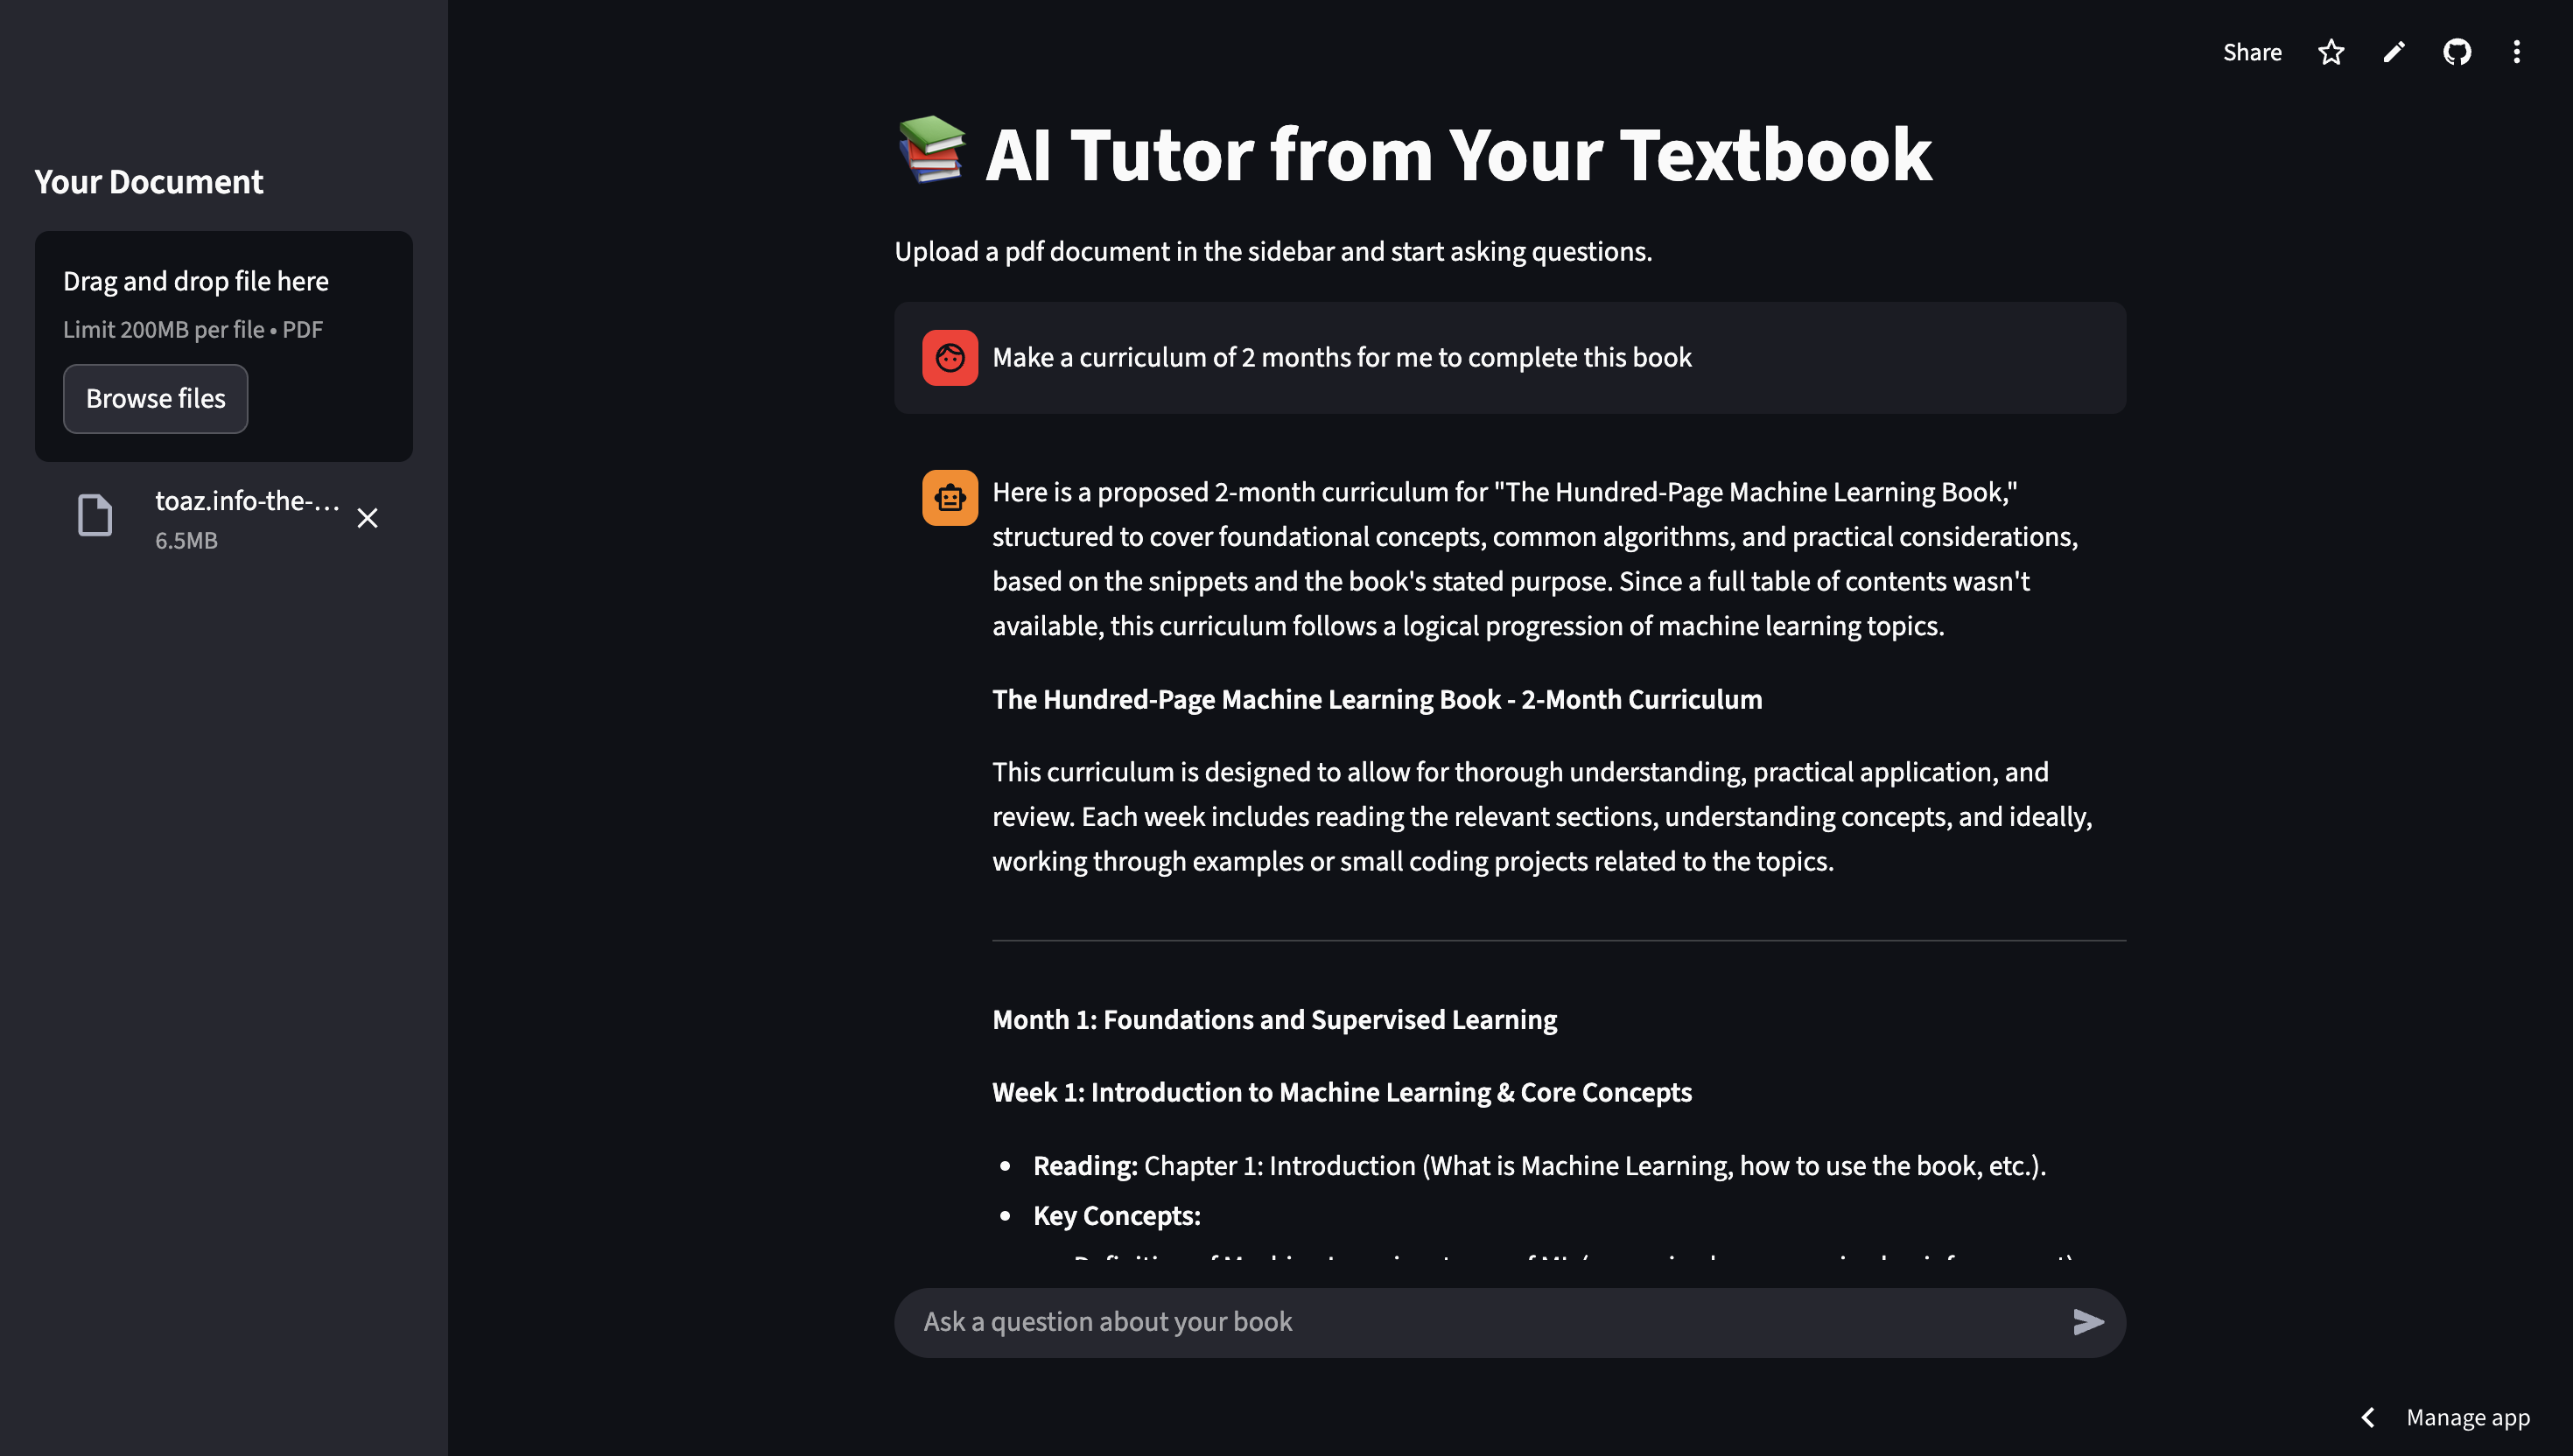 Share
Your Document
Drag and drop file here
Limit 200MB per file • PDF
Browse files
toaz.info-the-...
6.5MB
AI Tutor from Your Textbook
Upload a pdf document in the sidebar and start asking questions.
Make a curriculum of 2 months for me to complete this book
Here is a proposed 2-month curriculum for "The Hundred-Page Machine Learning Book,"
structured to cover foundational concepts, common algorithms, and practical considerations,
based on the snippets and the book's stated purpose. Since a full table of contents wasn't
available, this curriculum follows a logical progression of machine learning topics.
The Hundred-Page Machine Learning Book - 2-Month Curriculum
This curriculum is designed to allow for thorough understanding, practical application, and
review. Each week includes reading the relevant sections, understanding concepts, and ideally,
working through examples or small coding projects related to the topics.
Month 1: Foundations and Supervised Learning
Week 1: Introduction to Machine Learning & Core Concepts
• Reading: Chapter 1: Introduction (What is Machine Learning, how to use the book, etc.).
• Key Concepts:
Ask a question about your book
Manage app